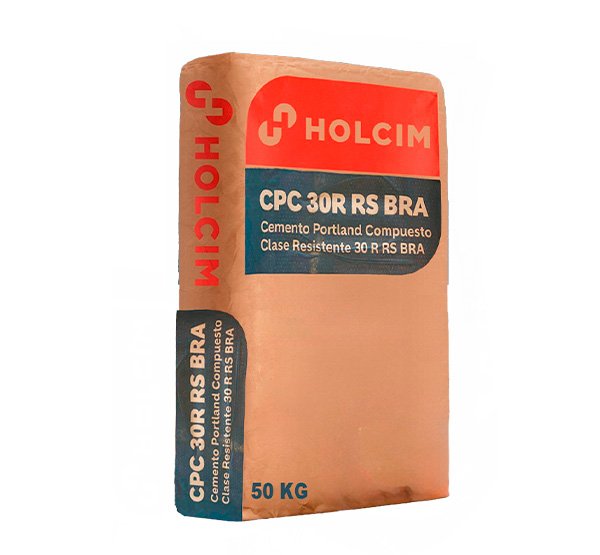 HOLCIM
CPC 30R RS BRA
Cemento Portland Compuesto
Clase Resistente 30 R RS BRA
HOLCIM
CPC 30R RS BRA
Cemento Portland Compuesto
Clase Resistente 30 R RS BRA
50 KG